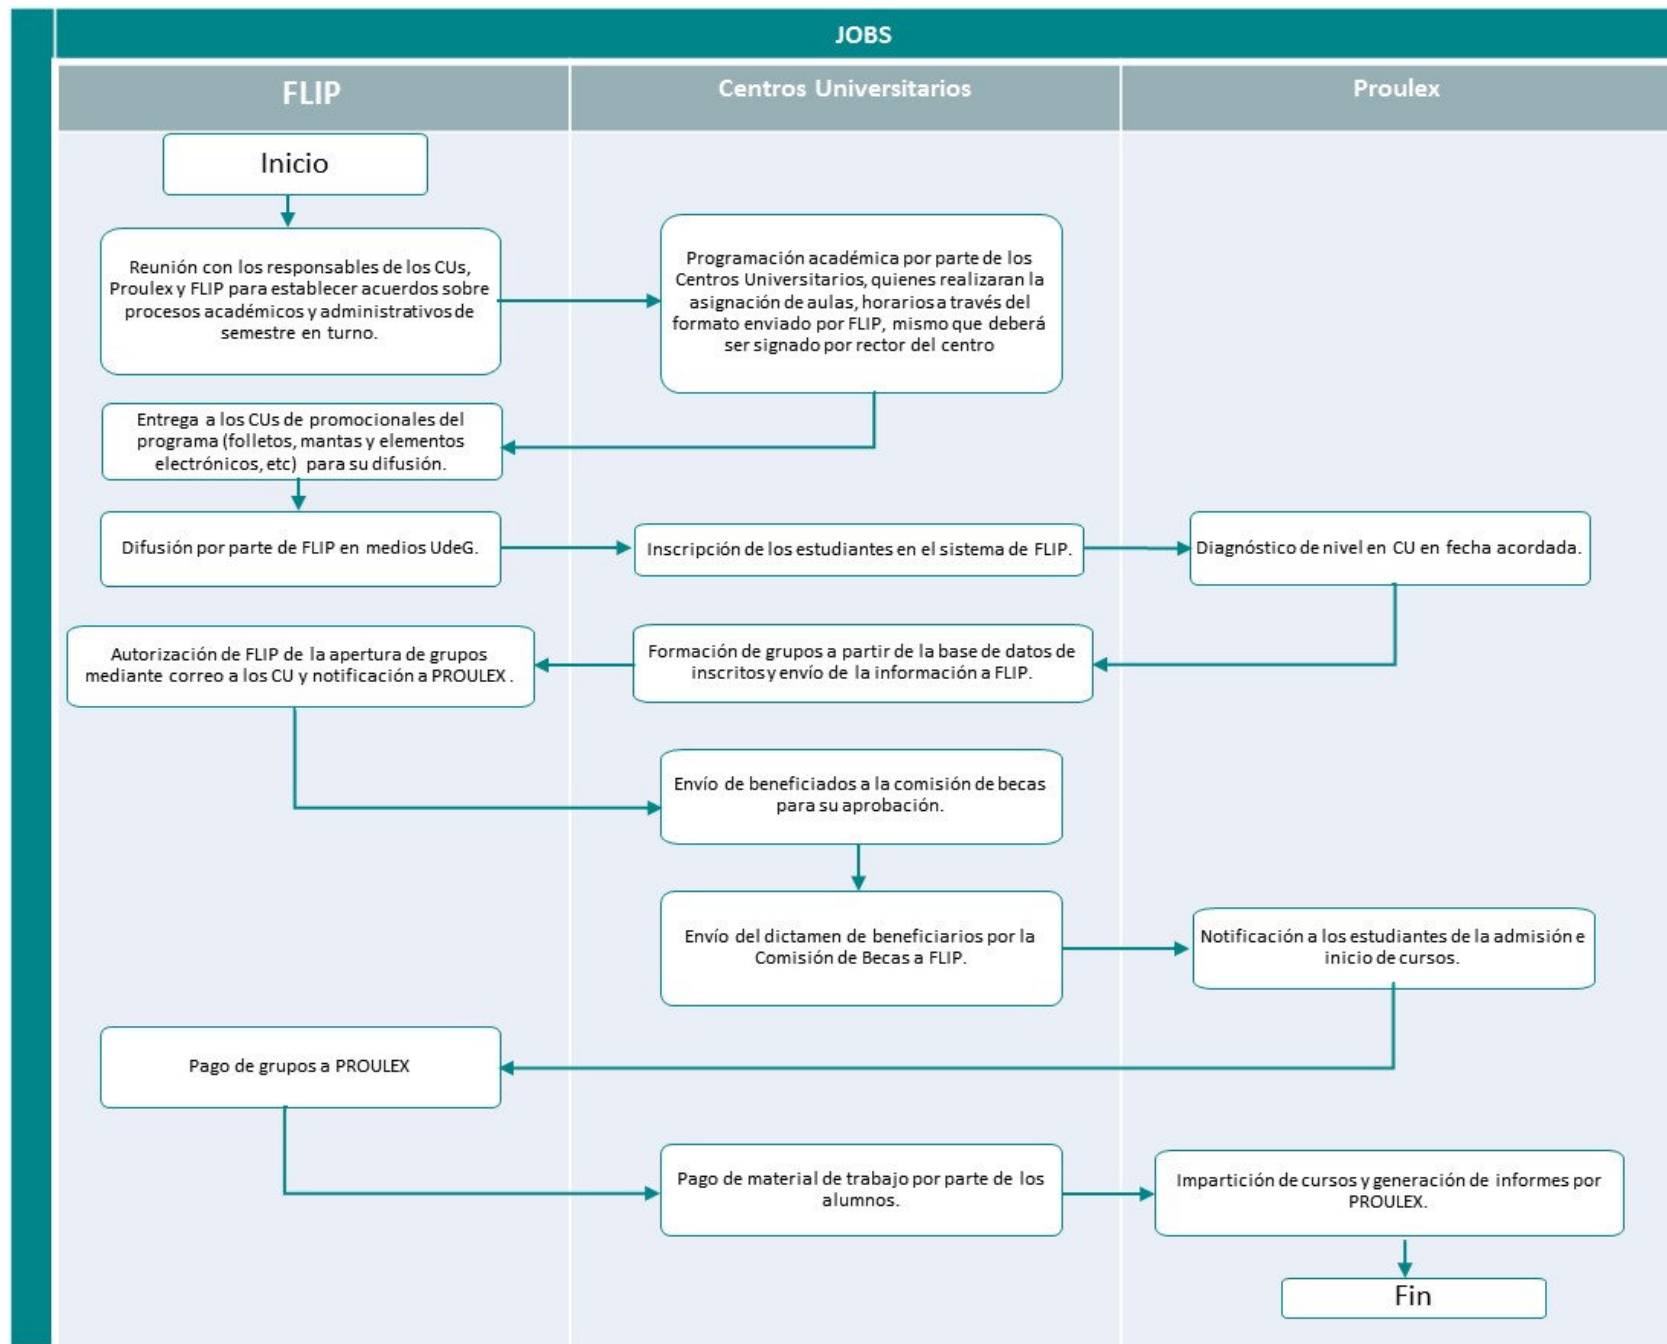 JOBS
FLIP
Centros Universitarios
Proulex
Inicio
Reunión con los responsables de los CUs,
Proulex y FLIP para establecer acuerdos sobre
procesos académicos y administrativos de
semestre en turno.
Programación académica por parte de los
Centros Universitarios, quienes realizaran la
asignación de aulas, horarios a través del
formato enviado por FLIP, mismo que deberá
ser signado por rector del centro
Entrega a los CUs de promocionales del
programa (folletos, mantas y elementos
electrónicos, etc) para su difusión.
Difusión por parte de FLIP en medios UdeG.
Inscripción de los estudiantes en el sistema de FLIP.
Diagnóstico de nivel en CU en fecha acordada.
Formación de grupos a partir de la base de datos de
inscritos y envío de la información a FLIP.
Autorización de FLIP de la apertura de grupos
mediante correo a los CU y notificación a PROULEX .
Envío de beneficiados a la comisión de becas
para su aprobación.
Envío del dictamen de beneficiarios por la
Comisión de Becas a FLIP.
Notificación a los estudiantes de la admisión e
inicio de cursos.
Pago de grupos a PROULEX
Pago de material de trabajo por parte de los
alumnos.
Impartición de cursos y generación de informes por
PROULEX.
Fin